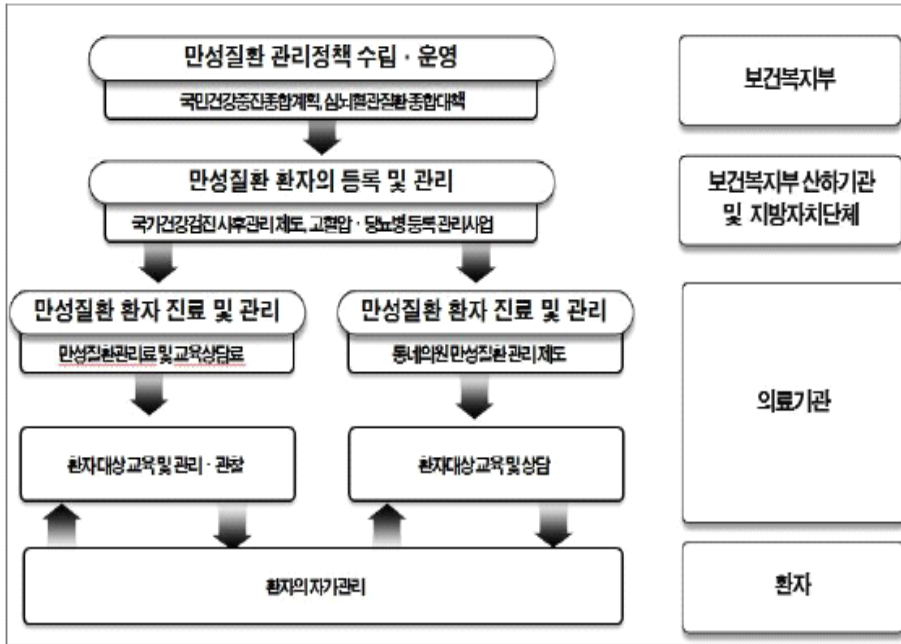 만성질환 관리정책 수립 · 운영
국민건강증진종합계획, 심뇌혈관질환 종합대책
보건복지부
만성질환 환자의 등록 및 관리
국가건강검진 사후관리 제도, 고혈압 · 당뇨병 등록 관리사업
보건복지부 산하기관
및 지방자치단체
만성질환 환자 진료 및 관리
만성질환관리료 및 교육상담료
만성질환 환자 진료 및 관리
동네의원 만성질환 관리 제도
의료기관
환자 대상 교육 및 관리 · 관찰
환자대상 교육 및 상담
환자의 자가관리
환자